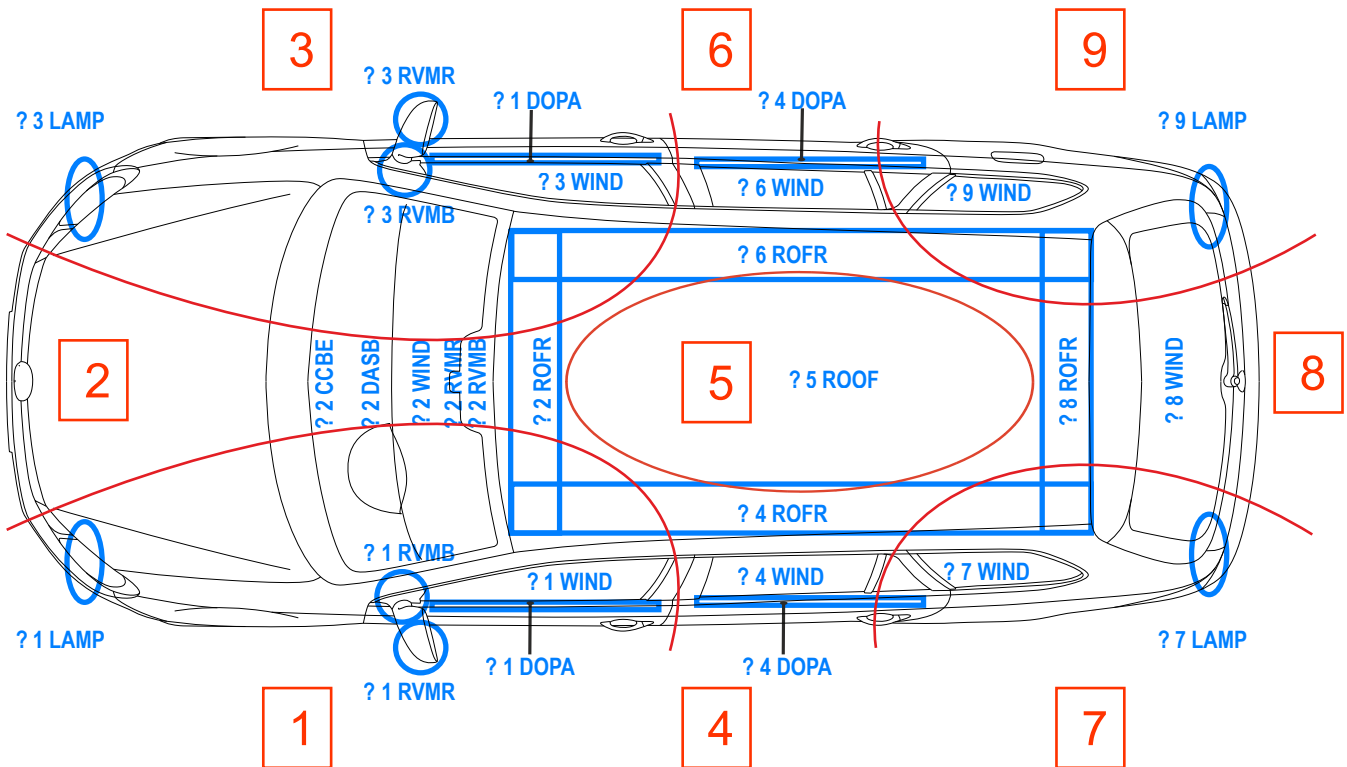 3
6
9
? 3 RVMR
? 1 DOPA
? 4 DOPA
? 3 LAMP
? 9 LAMP
? 3 WIND
? 6 WIND
? 9 WIND
? 3 RVMB
? 6 ROFR
2
? 2 CCBE
? 2 DASB
? 2 WIND
? 2 RVMR
? 2 RVMB
? 2 ROFR
5
? 5 ROOF
? 8 ROFR
? 8 WIND
8
? 4 ROFR
? 1 RVMB
? 1 WIND
? 4 WIND
? 7 WIND
? 1 LAMP
? 7 LAMP
? 1 DOPA
? 4 DOPA
? 1 RVMR
1
4
7